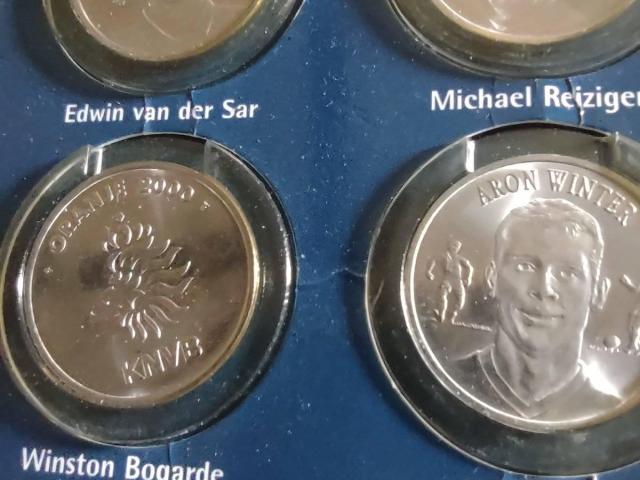 Edwin van der Sar
Michael Reiziger
ORANJE 2000
KNVB
ARON WINTER
Winston Bogarde